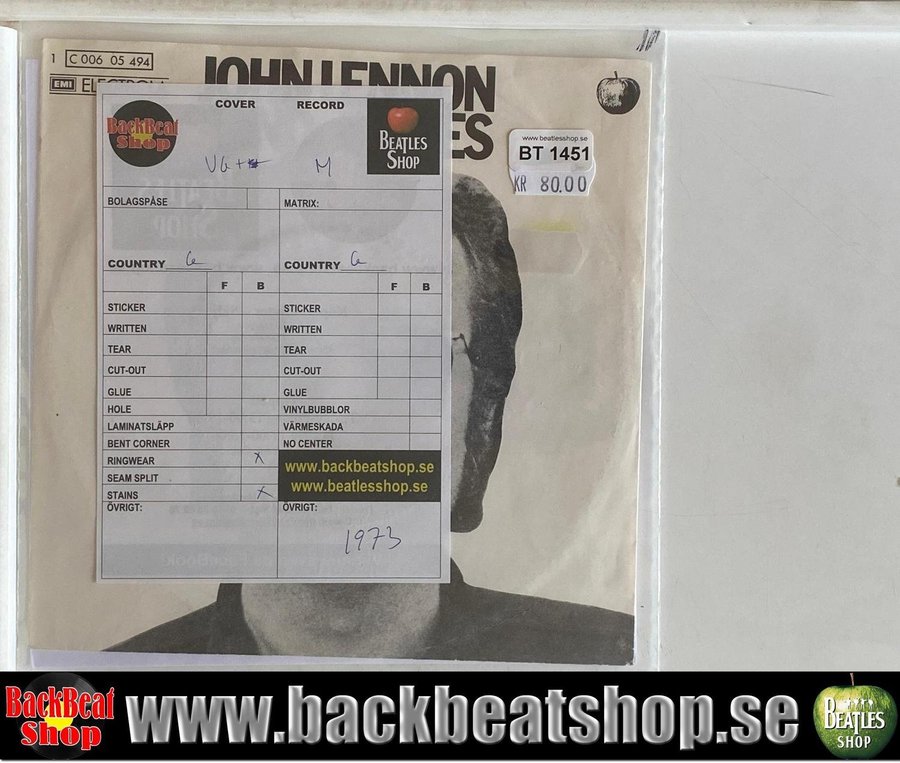 1 C 006 05 494
EMI
JOHN LENNON
ES
www.beatlesshop.se
BT 1451
KR 80.00
BackBeat
Shop
COVER RECORD
BEATLES
SHOP
VG+ M
BOLAGSPÅSE MATRIX:
COUNTRY G COUNTRY G
F B F B
STICKER STICKER
WRITTEN WRITTEN
TEAR TEAR
CUT-OUT CUT-OUT
GLUE GLUE
HOLE VINYLBUBBLOR
LAMINATSLÄPP VÄRMESKADA
BENT CORNER NO CENTER
RINGWEAR X
SEAM SPLIT
STAINS X
www.backbeatshop.se
www.beatlesshop.se
ÖVRIGT: ÖVRIGT:
1973
BackBeat
Shop
www.backbeatshop.se
BEATLES
SHOP